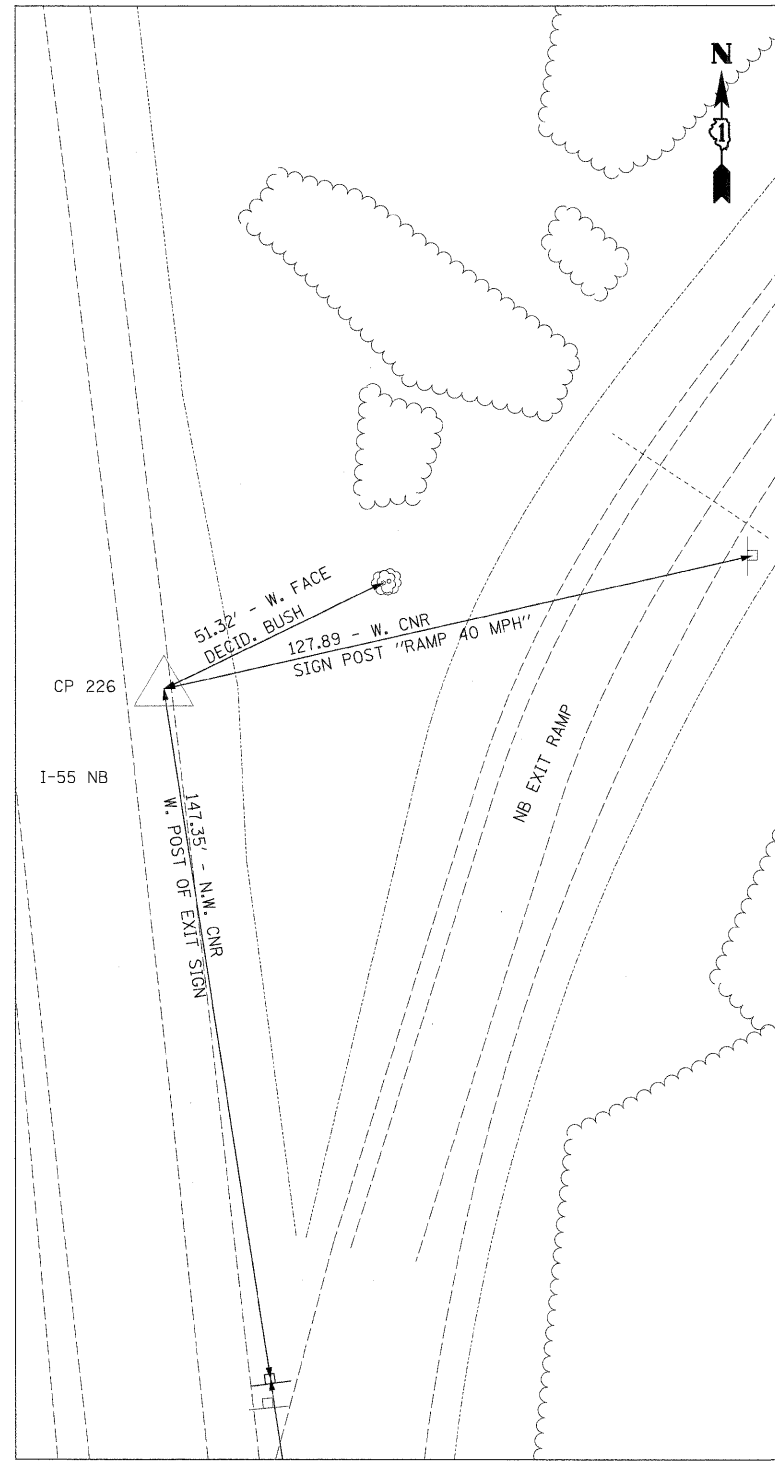 N
1
51.32' - W. FACE
DECID. BUSH
127.89 - W. CNR
SIGN POST "RAMP 40 MPH"
CP 226
I-55 NB
NB EXIT RAMP
147.35' - N.W. CNR
W. POST OF EXIT SIGN